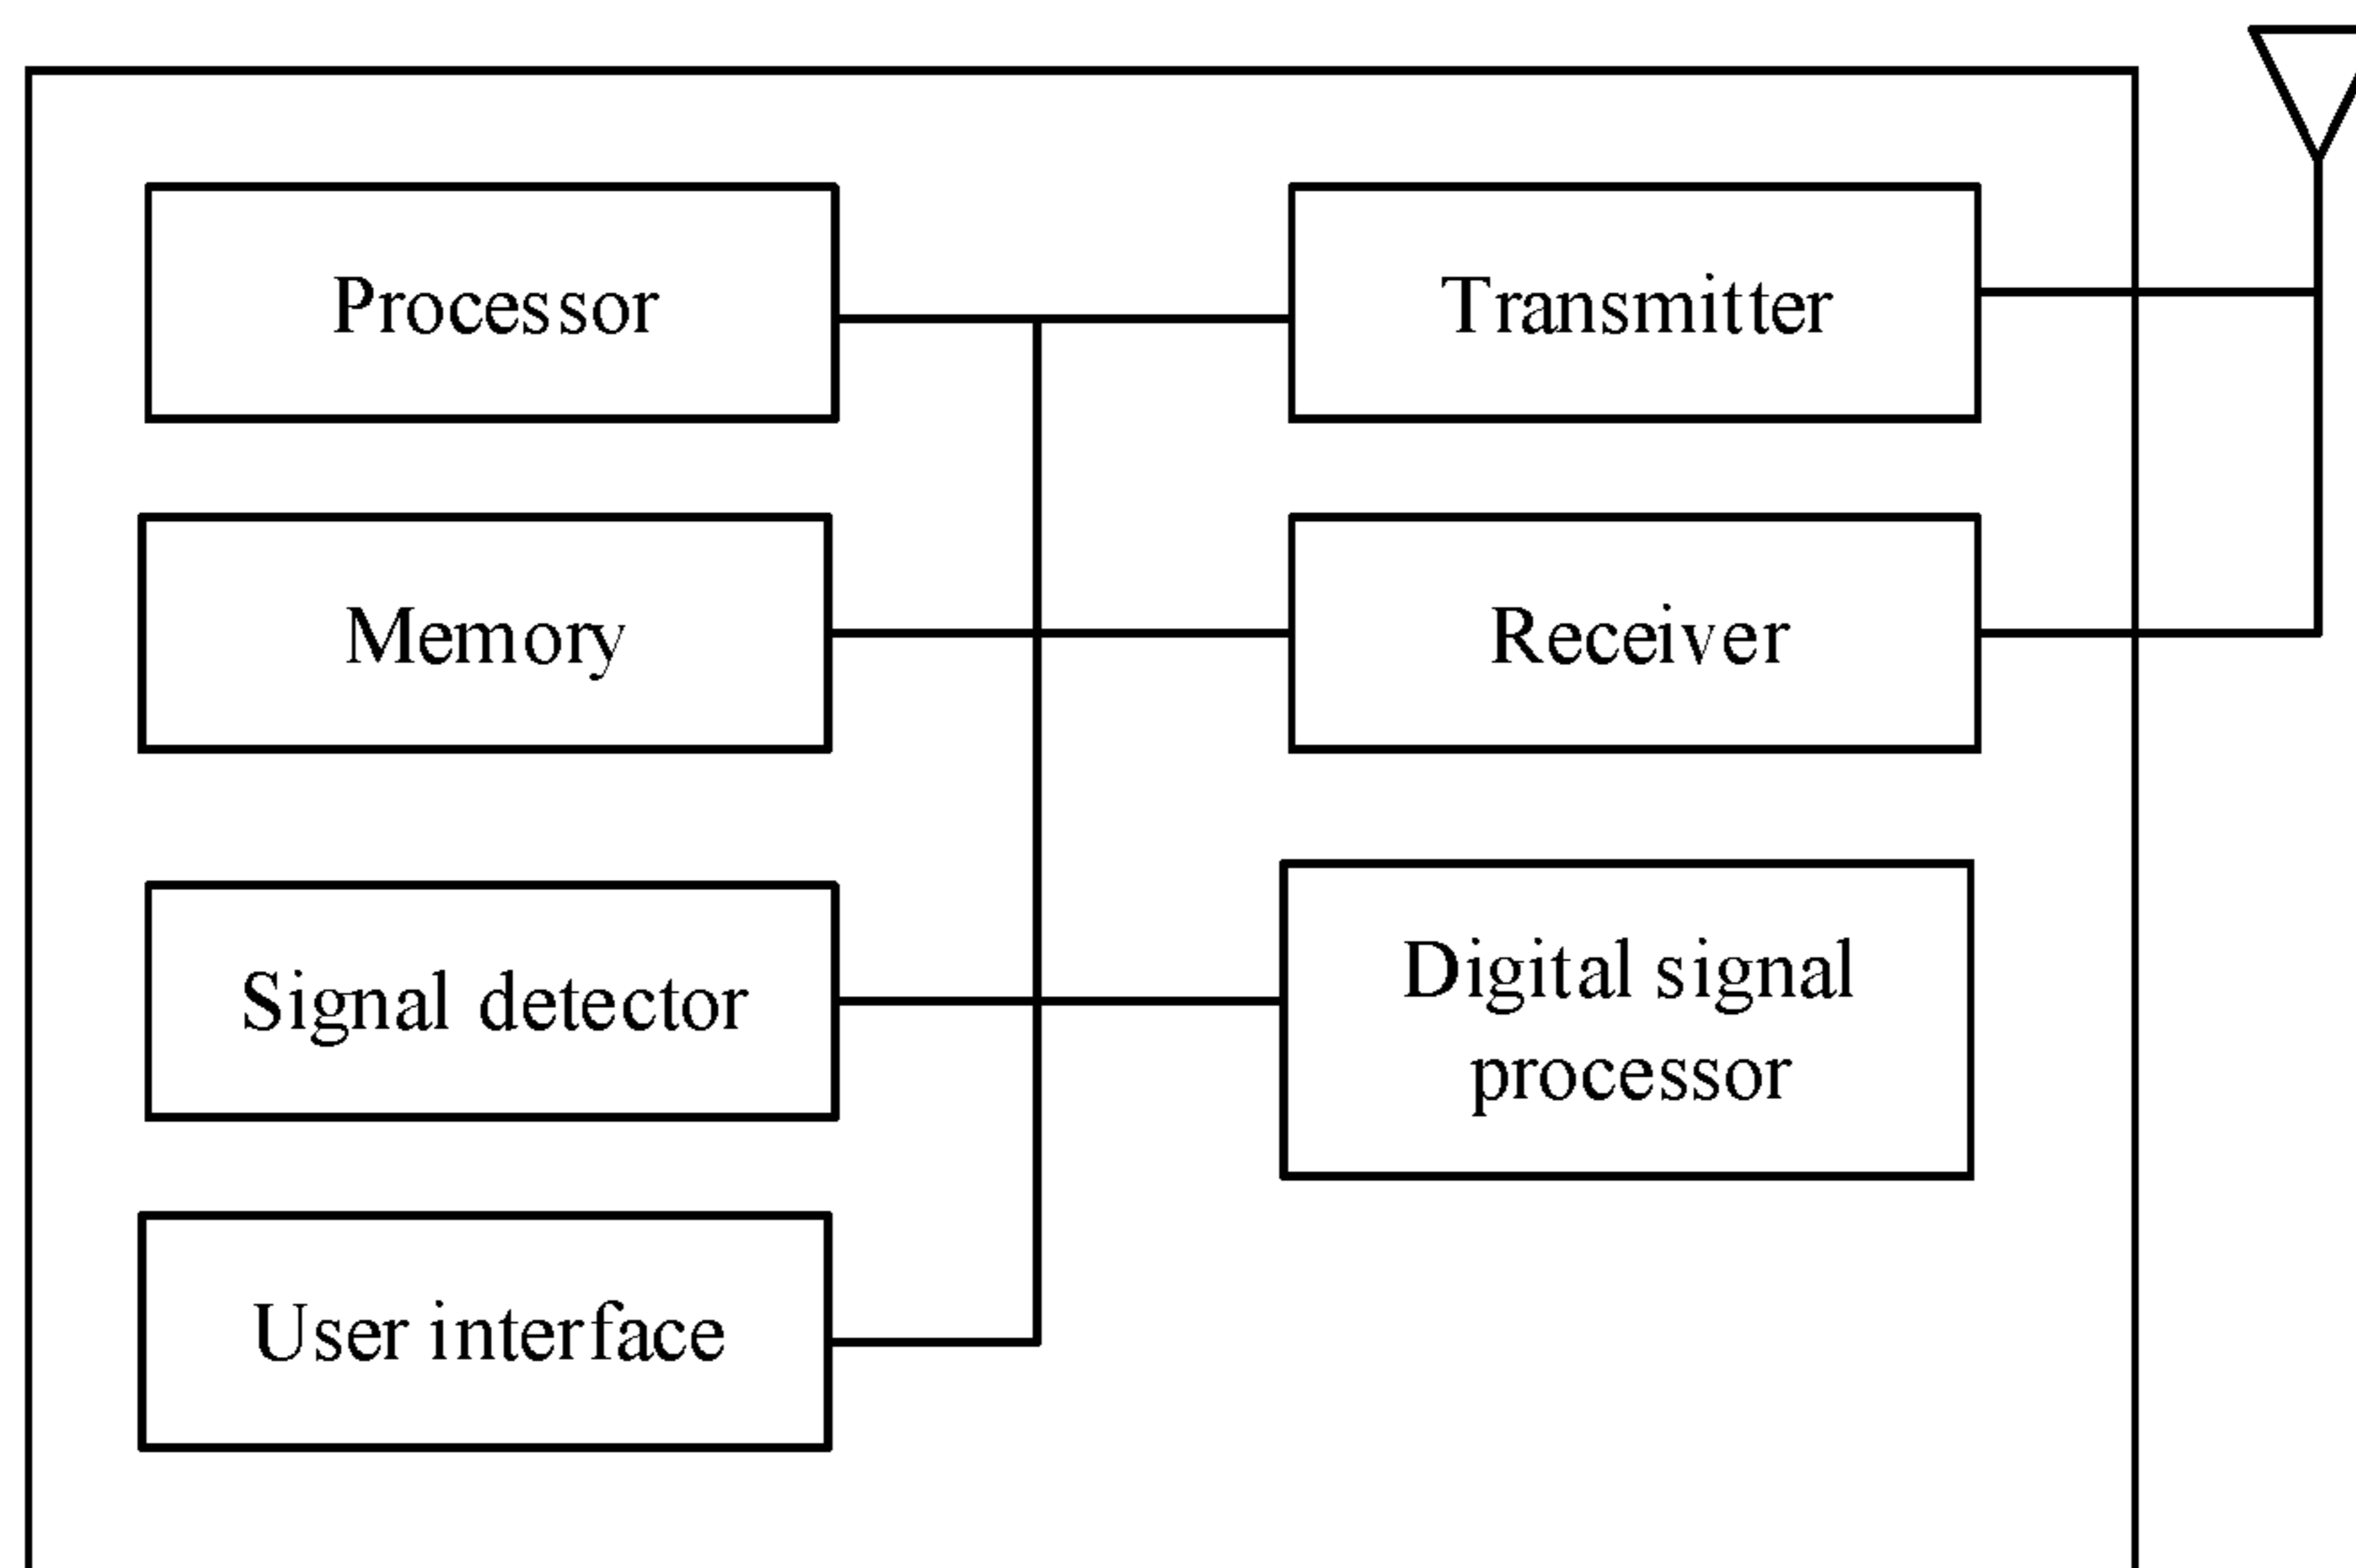 Processor
Transmitter
Memory
Receiver
Signal detector
Digital signal
processor
User interface